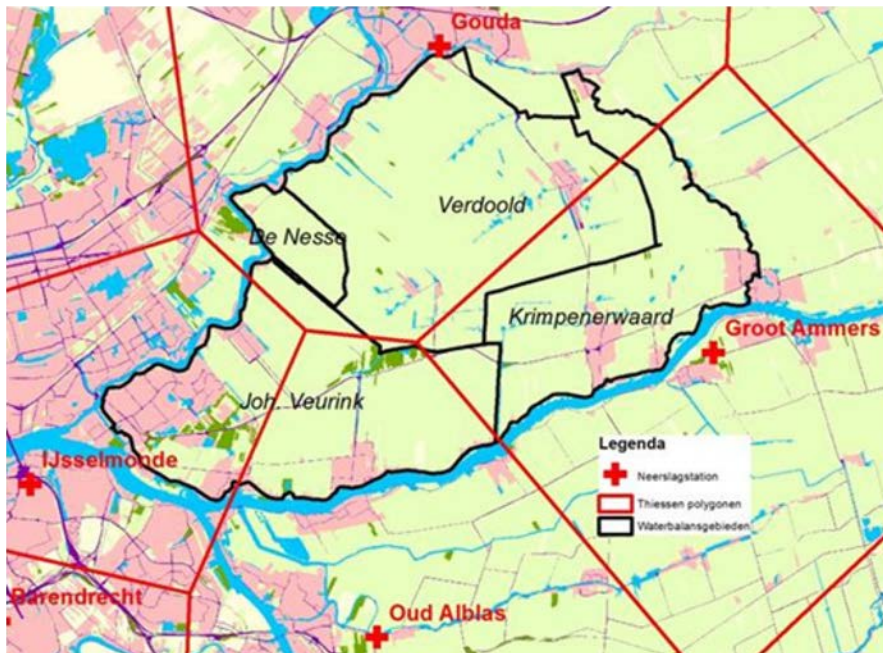 Gouda
Verdoold
De Nesse
Krimpenerwaard
Groot Ammers
Joh. Veurink
Legenda
IJsselmonde
Neerslagstation
Thiessen polygonen
Waterbalansgebieden
Barendrecht
Oud Alblas